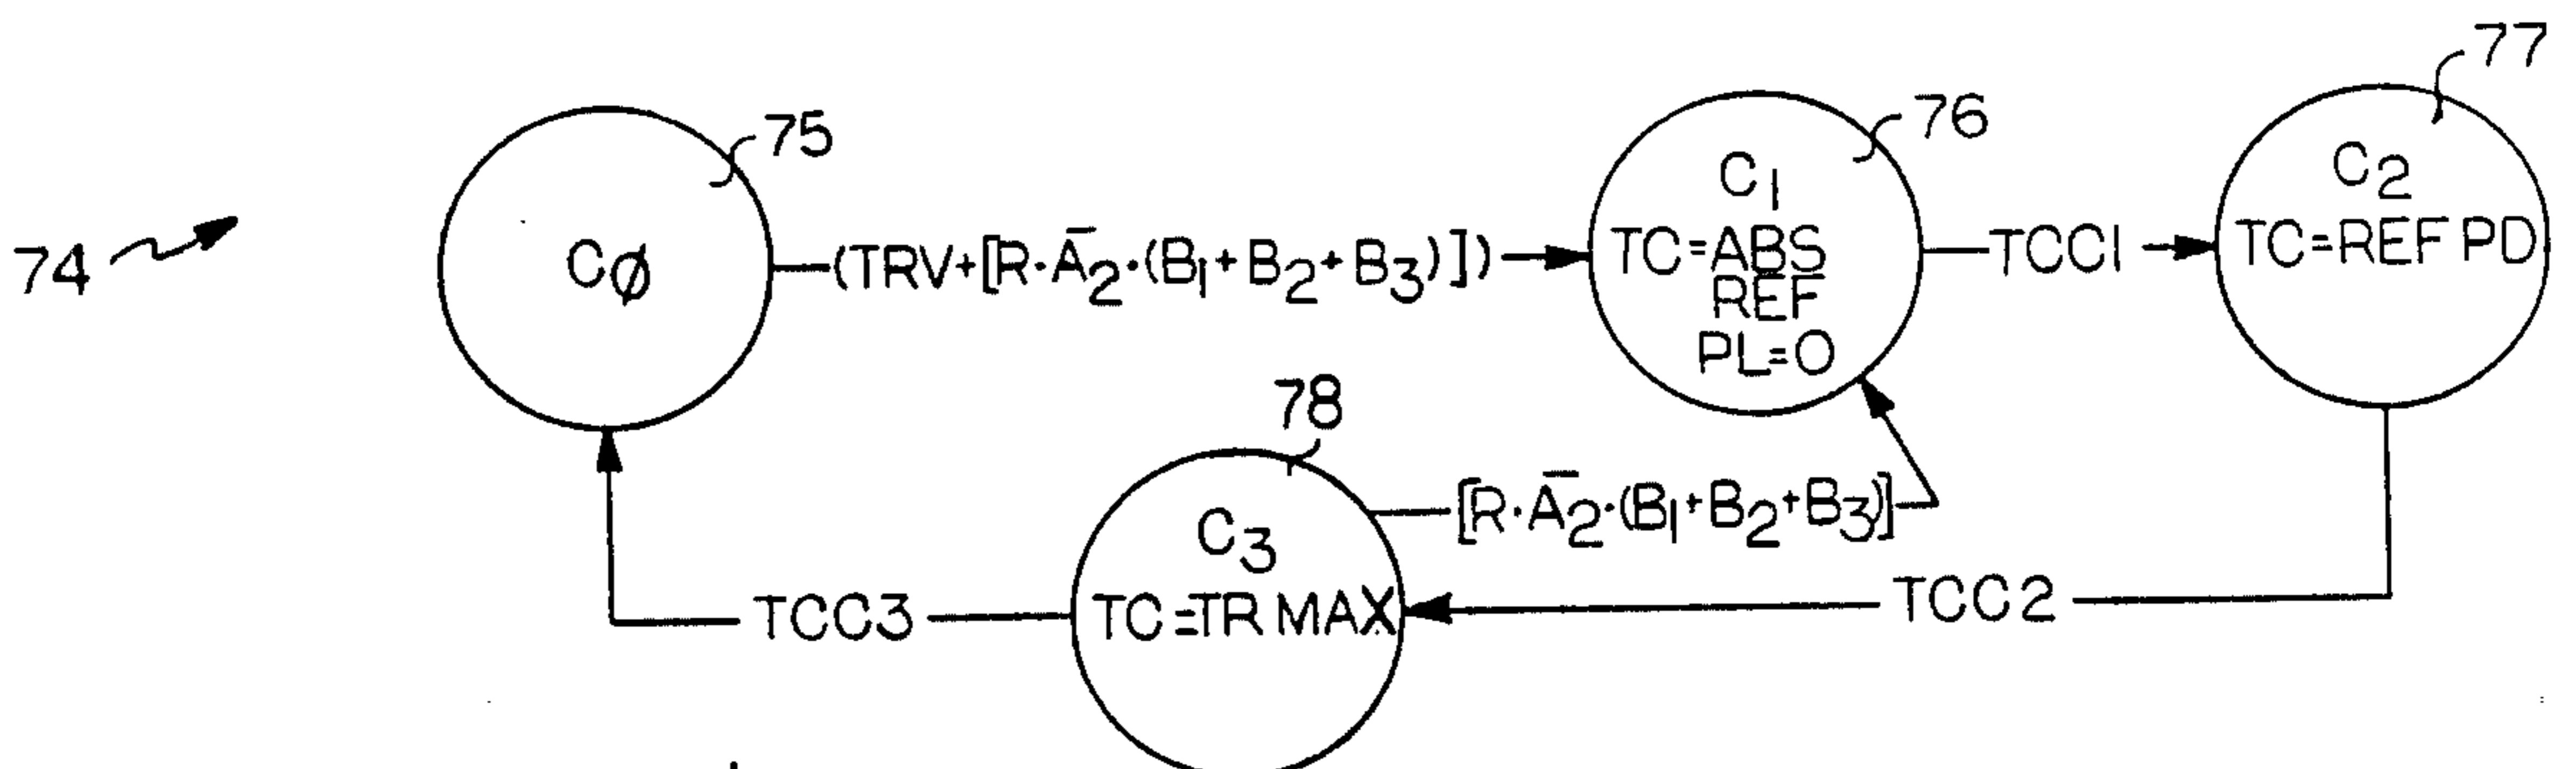 74
75
CØ
(TRV+[R·Ā₂·(B₁+B₂+B₃)])
76
C₁
TC=ABS
REF
PL=O
TCC1
77
C₂
TC=REF PD
78
C₃
TC=TR MAX
[R·Ā₂·(B₁+B₂+B₃)]
TCC2
TCC3